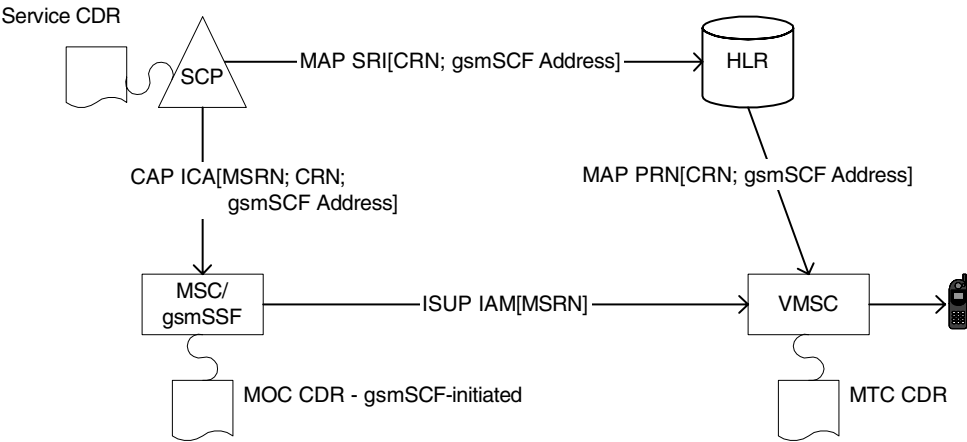 Service CDR
SCP
MAP SRI[CRN; gsmSCF Address]
HLR
CAP ICA[MSRN; CRN;
gsmSCF Address]
MAP PRN[CRN; gsmSCF Address]
MSC/
gsmSSF
ISUP IAM[MSRN]
VMSC
MOC CDR - gsmSCF-initiated
MTC CDR